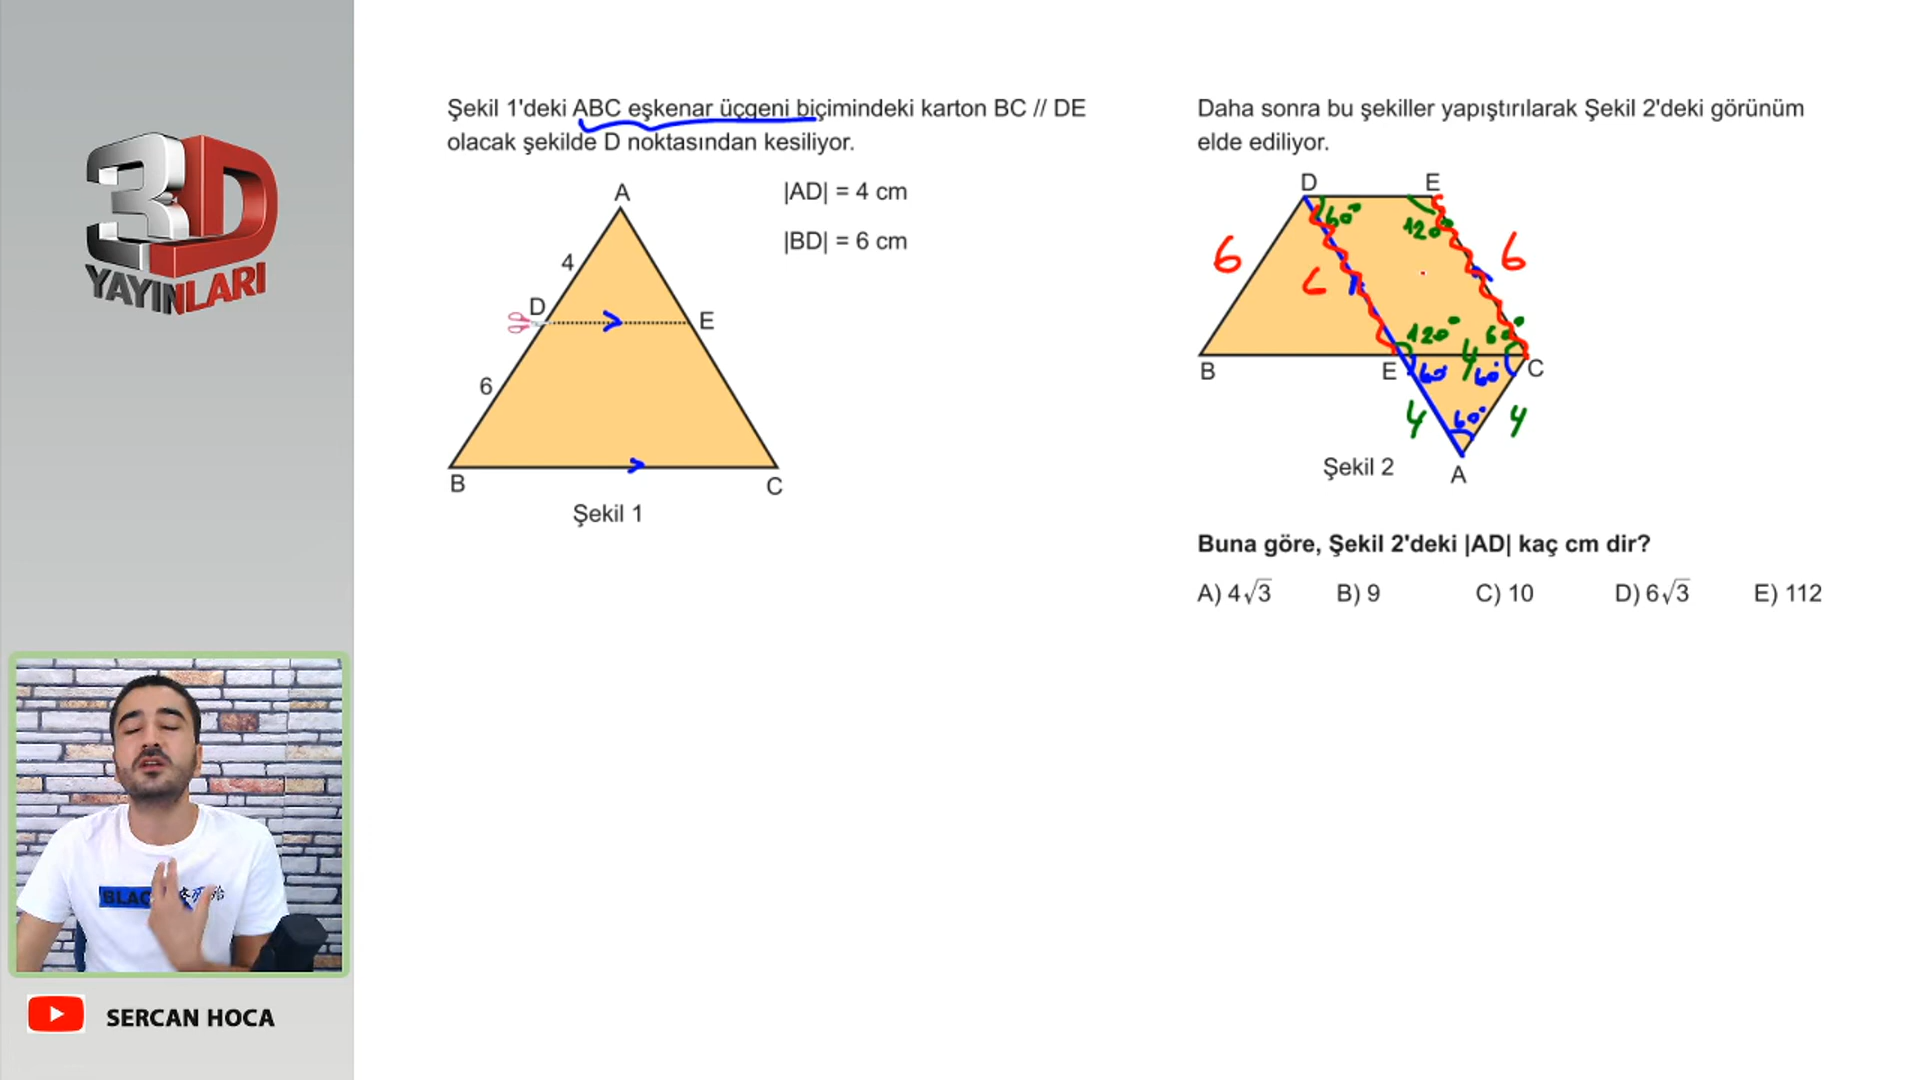 3D
YAYINLARI
Şekil 1'deki ABC eşkenar üçgeni biçimindeki karton BC // DE
olacak şekilde D noktasından kesiliyor.
A
|AD| = 4 cm
|BD| = 6 cm
4
D
E
6
B
C
Şekil 1
Daha sonra bu şekiller yapıştırılarak Şekil 2'deki görünüm
elde ediliyor.
D
E
60°
120°
6
6
6
120°
60°
4
B
E
60°
60°
C
4
60°
4
Şekil 2
A
Buna göre, Şekil 2'deki |AD| kaç cm dir?
A) 4√3 B) 9 C) 10 D) 6√3 E) 112
SERCAN HOCA